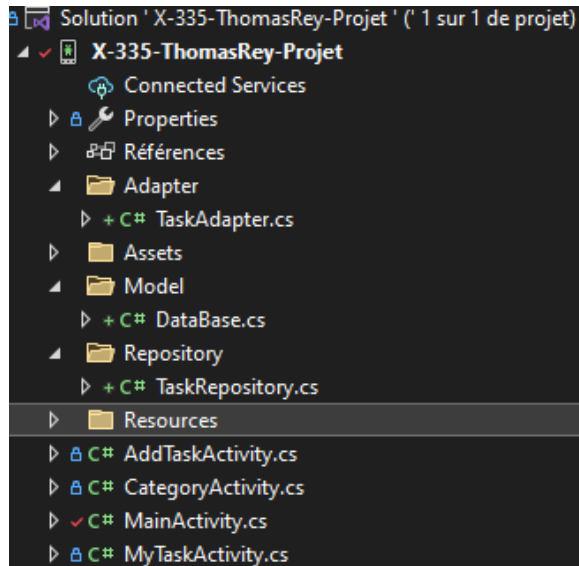 Solution ' X-335-ThomasRey-Projet ' (' 1 sur 1 de projet)
X-335-ThomasRey-Projet
Connected Services
Properties
Références
Adapter
+ C# TaskAdapter.cs
Assets
Model
+ C# DataBase.cs
Repository
+ C# TaskRepository.cs
Resources
C# AddTaskActivity.cs
C# CategoryActivity.cs
C# MainActivity.cs
C# MyTaskActivity.cs